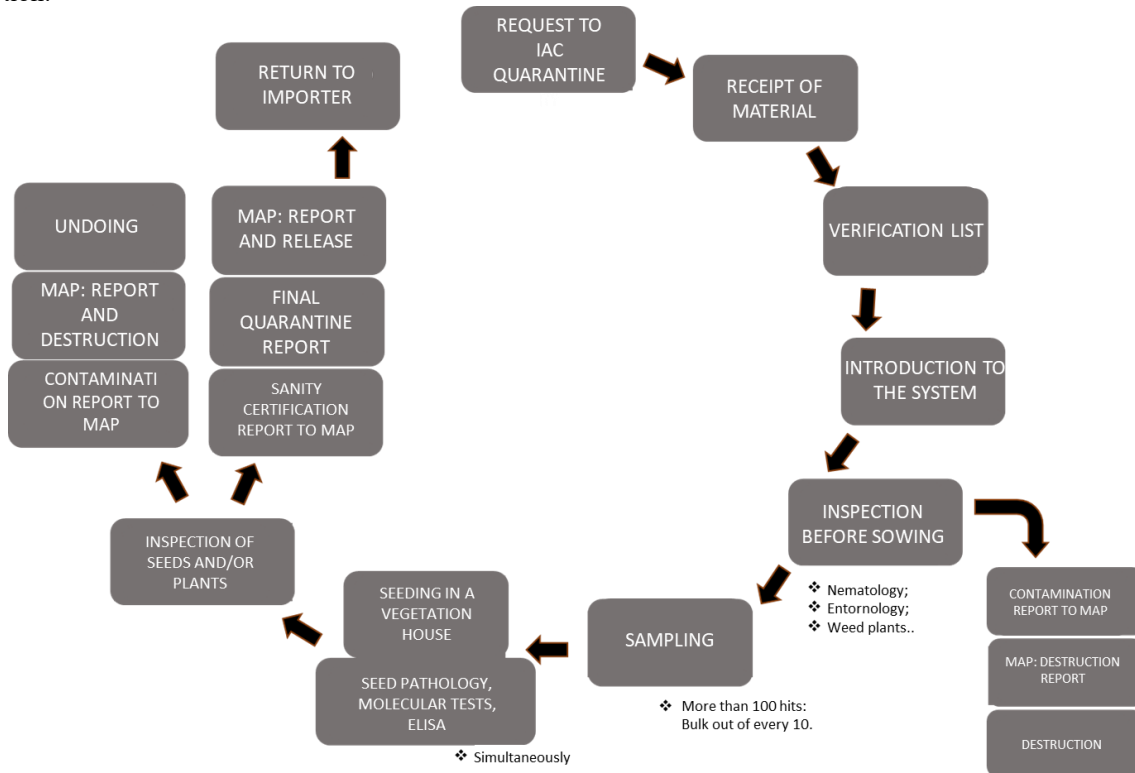 REQUEST TO
IAC
QUARANTINE
RECEIPT OF
MATERIAL
VERIFICATION LIST
INTRODUCTION TO
THE SYSTEM
INSPECTION
BEFORE SOWING
❖ Nematology;
❖ Entornology;
❖ Weed plants..
CONTAMINATION
REPORT TO MAP
MAP: DESTRUCTION
REPORT
DESTRUCTION
SAMPLING
❖ More than 100 hits:
Bulk out of every 10.
SEEDING IN A
VEGETATION
HOUSE
SEED PATHOLOGY,
MOLECULAR TESTS,
ELISA
❖ Simultaneously
INSPECTION OF
SEEDS AND/OR
PLANTS
CONTAMINATI
ON REPORT TO
MAP
MAP: REPORT
AND
DESTRUCTION
UNDOING
SANITY
CERTIFICATION
REPORT TO MAP
FINAL
QUARANTINE
REPORT
MAP: REPORT
AND RELEASE
RETURN TO
IMPORTER